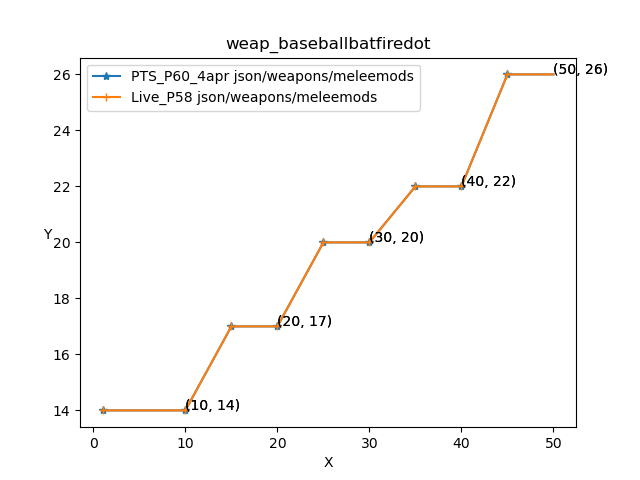 weap_baseballbatfiredot
PTS_P60_4apr json/weapons/meleemods
Live_P58 json/weapons/meleemods
(50, 26)
(40, 22)
(30, 20)
(20, 17)
(10, 14)
Y
26
24
22
20
18
16
14
0 10 20 30 40 50
X